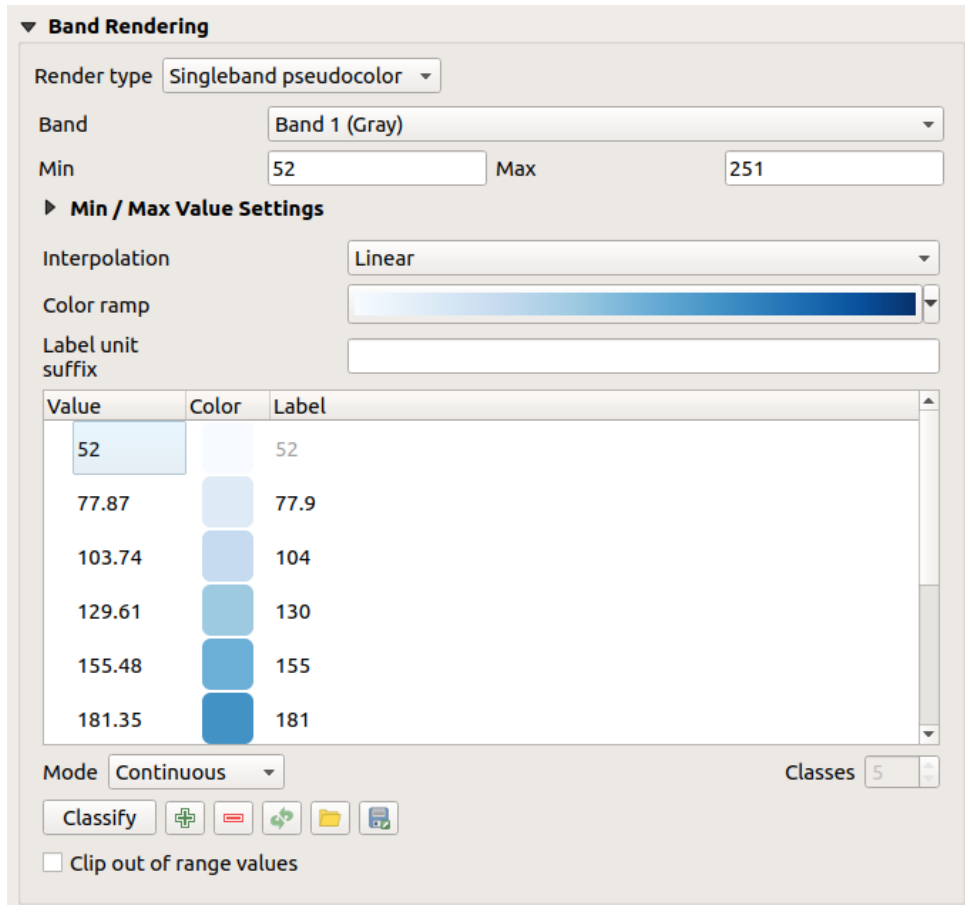 Band Rendering
Render type Singleband pseudocolor
Band Band 1 (Gray)
Min 52 Max 251
Min / Max Value Settings
Interpolation Linear
Color ramp
Label unit
suffix
Value Color Label
52 52
77.87 77.9
103.74 104
129.61 130
155.48 155
181.35 181
Mode Continuous Classes 5
Classify
Clip out of range values